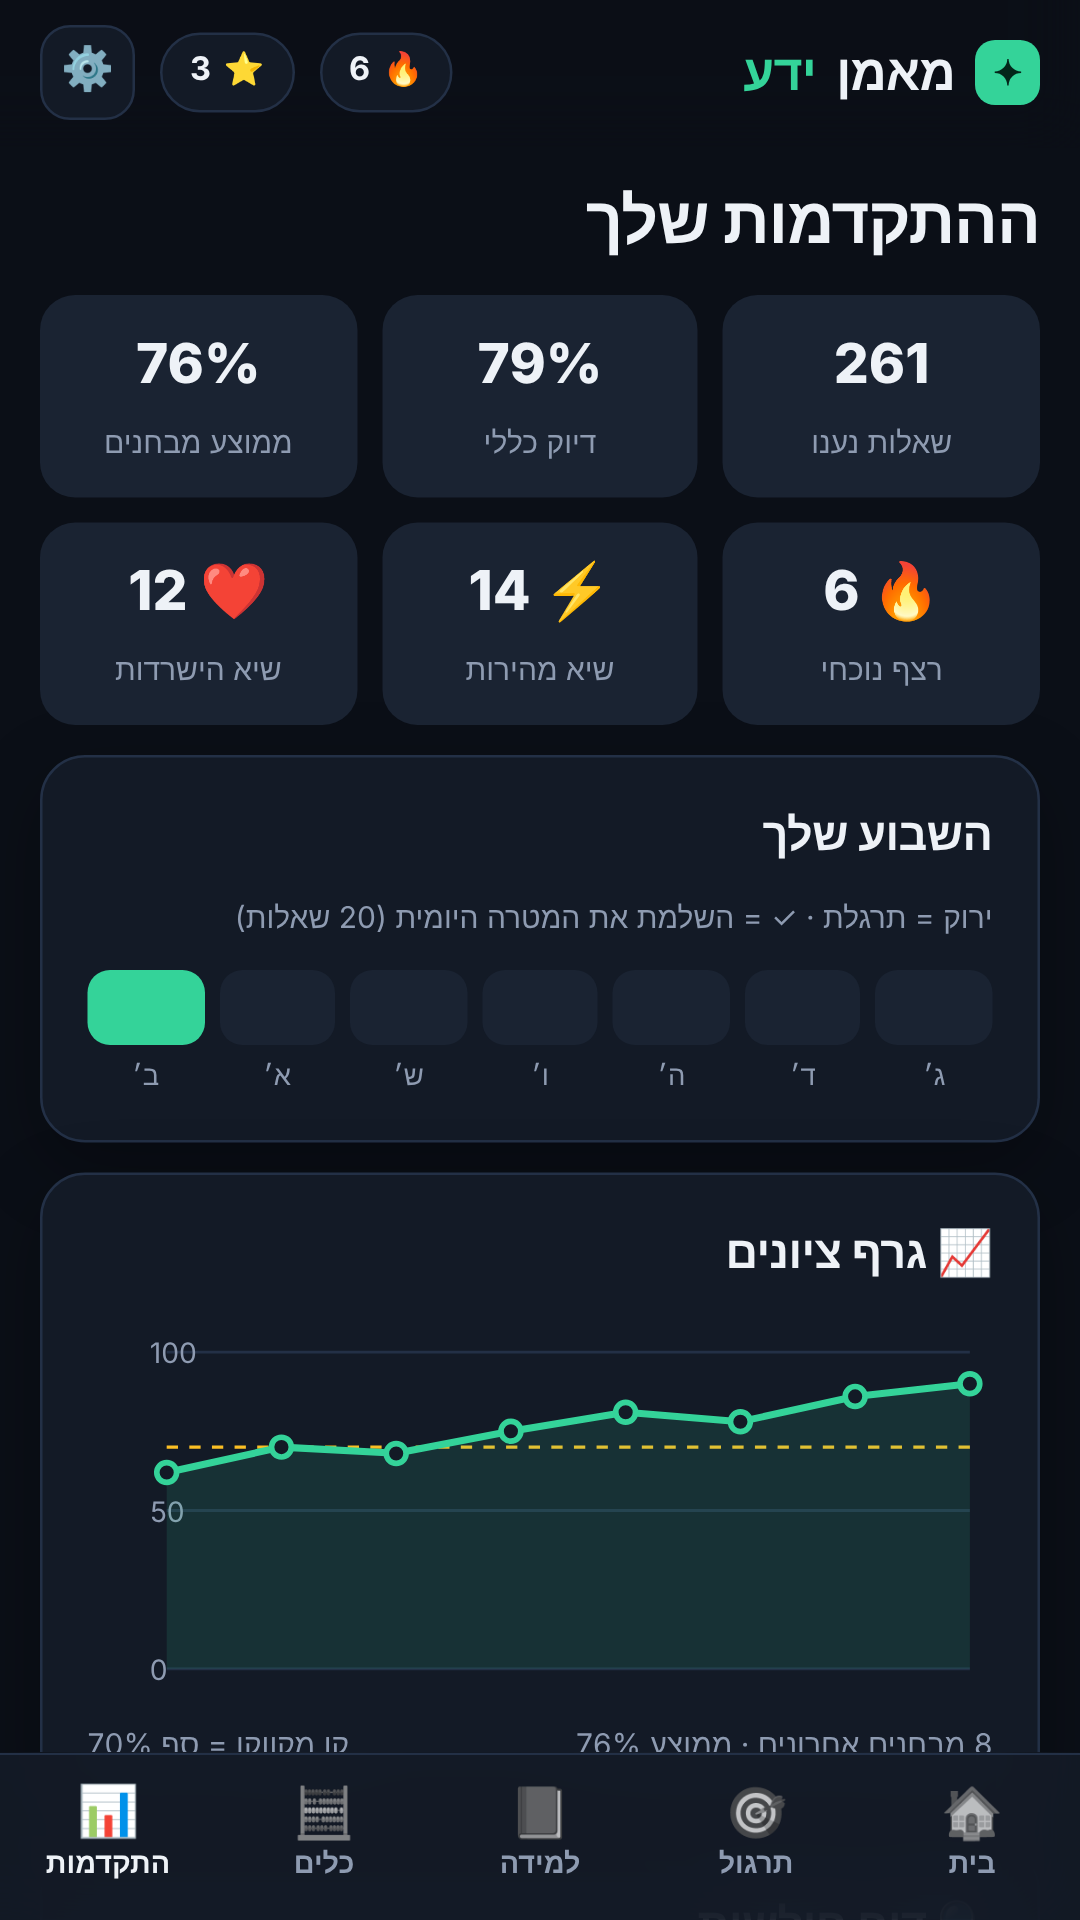 מאמן ידע
6 🔥
3 ⭐
ההתקדמות שלך
261
שאלות נענו
79%
דיוק כללי
76%
ממוצע מבחנים
🔥 6
רצף נוכחי
⚡ 14
שיא מהירות
❤️ 12
שיא הישרדות
השבוע שלך
ירוק = תרגלת · ✓ = השלמת את המטרה היומית (20 שאלות)
ג׳ ד׳ ה׳ ו׳ ש׳ א׳ ב׳
📈 גרף ציונים
100
50
0
8 מבחנים אחרונים · ממוצע 76%
קו מקווקו = סף 70%
בית
תרגול
למידה
כלים
התקדמות